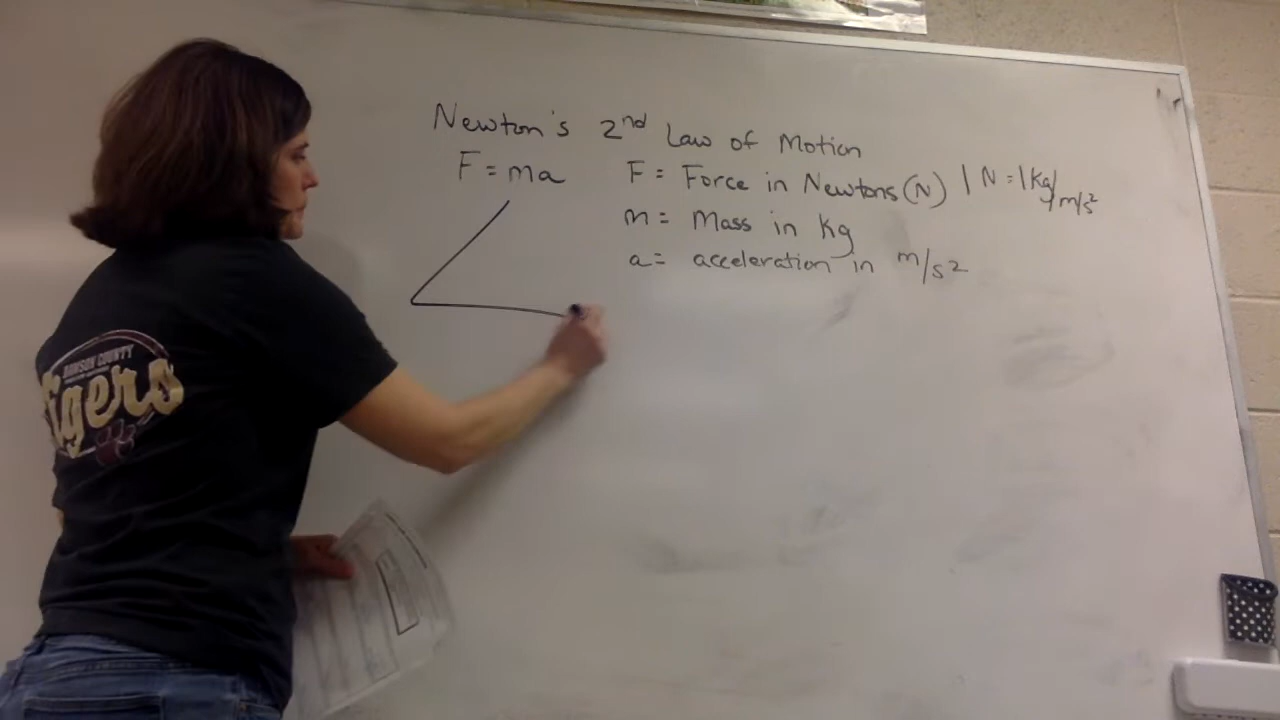 Newton's 2nd Law of Motion
F = ma F = Force in Newtons (N) 1 N = 1 Kg/m/s²
m = Mass in Kg
a = acceleration in m/s²
Tigers